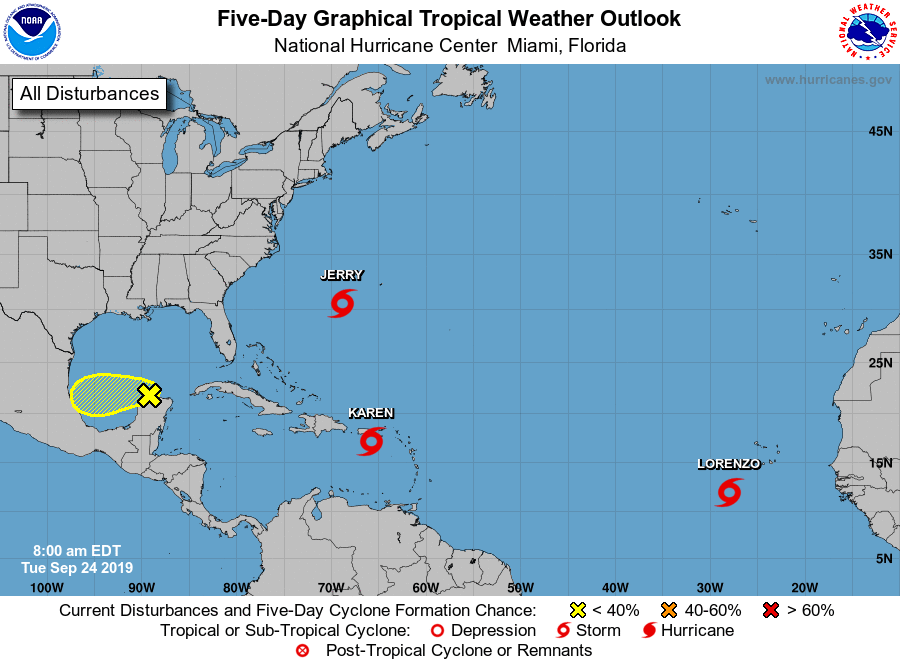 Five-Day Graphical Tropical Weather Outlook
National Hurricane Center Miami, Florida
NOAA
NATIONAL WEATHER SERVICE
All Disturbances
www.hurricanes.gov
45N
35N
JERRY
25N
KAREN
LORENZO
15N
8:00 am EDT
Tue Sep 24 2019
5N
100W 90W 80W 70W 60W 50W 40W 30W 20W
Current Disturbances and Five-Day Cyclone Formation Chance: < 40% 40-60% > 60%
Tropical or Sub-Tropical Cyclone: Depression Storm Hurricane
Post-Tropical Cyclone or Remnants